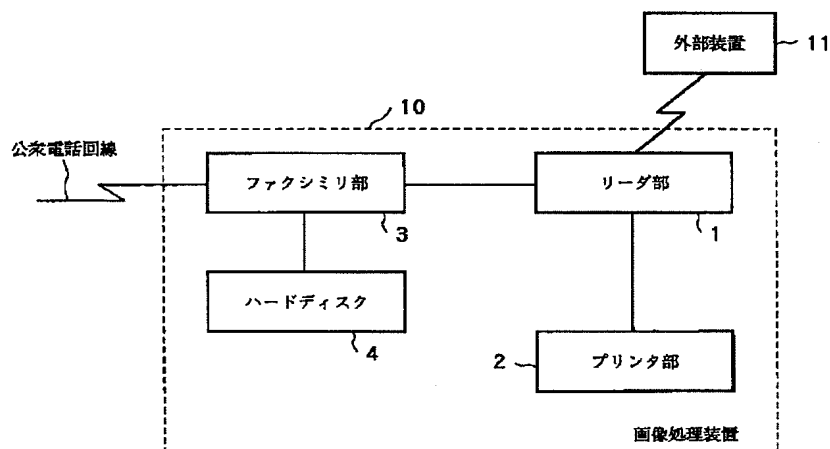 外部装置
11
10
公衆電話回線
ファクシミリ部
リーダ部
3
1
ハードディスク
4
2
プリンタ部
画像処理装置